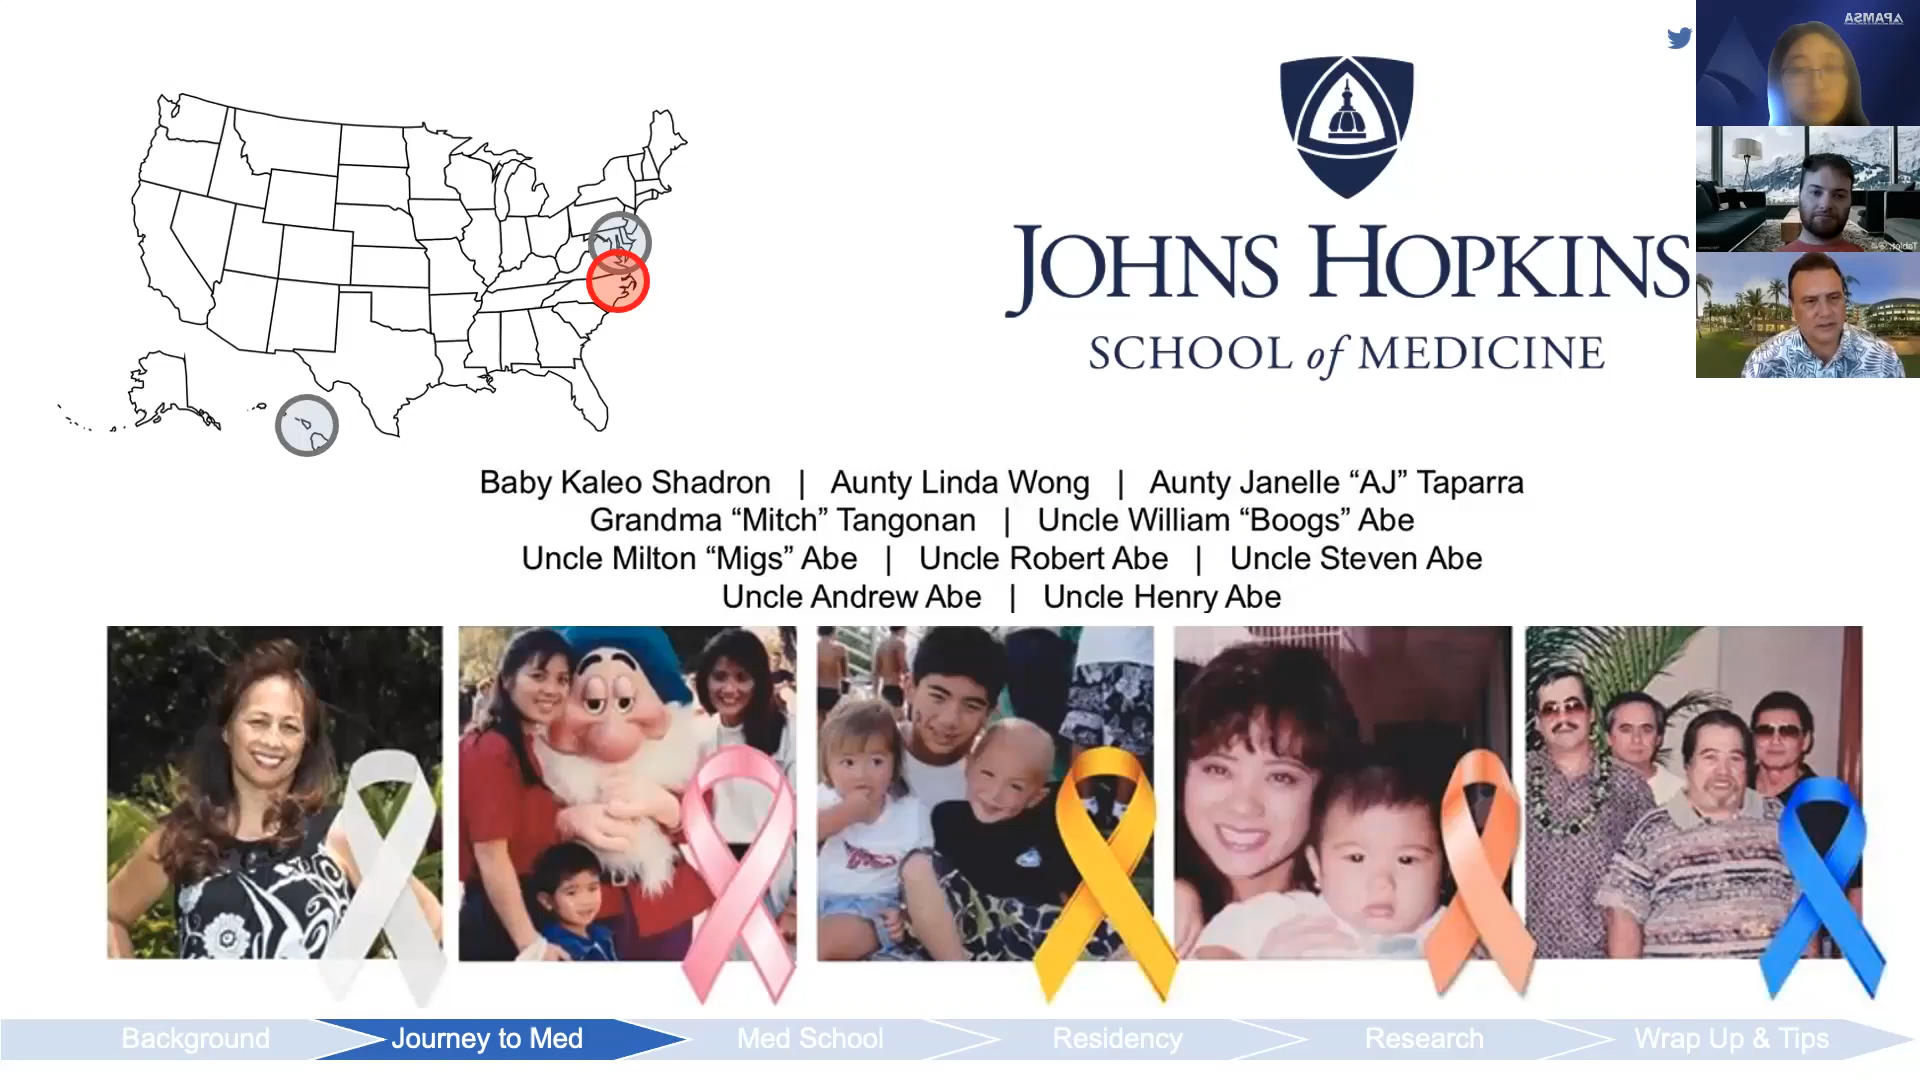 APAMSA
JOHNS HOPKINS
SCHOOL of MEDICINE
Baby Kaleo Shadron | Aunty Linda Wong | Aunty Janelle “AJ” Taparra
Grandma “Mitch” Tangonan | Uncle William “Boogs” Abe
Uncle Milton “Migs” Abe | Uncle Robert Abe | Uncle Steven Abe
Uncle Andrew Abe | Uncle Henry Abe
Background
Journey to Med
Med School
Residency
Research
Wrap Up & Tips